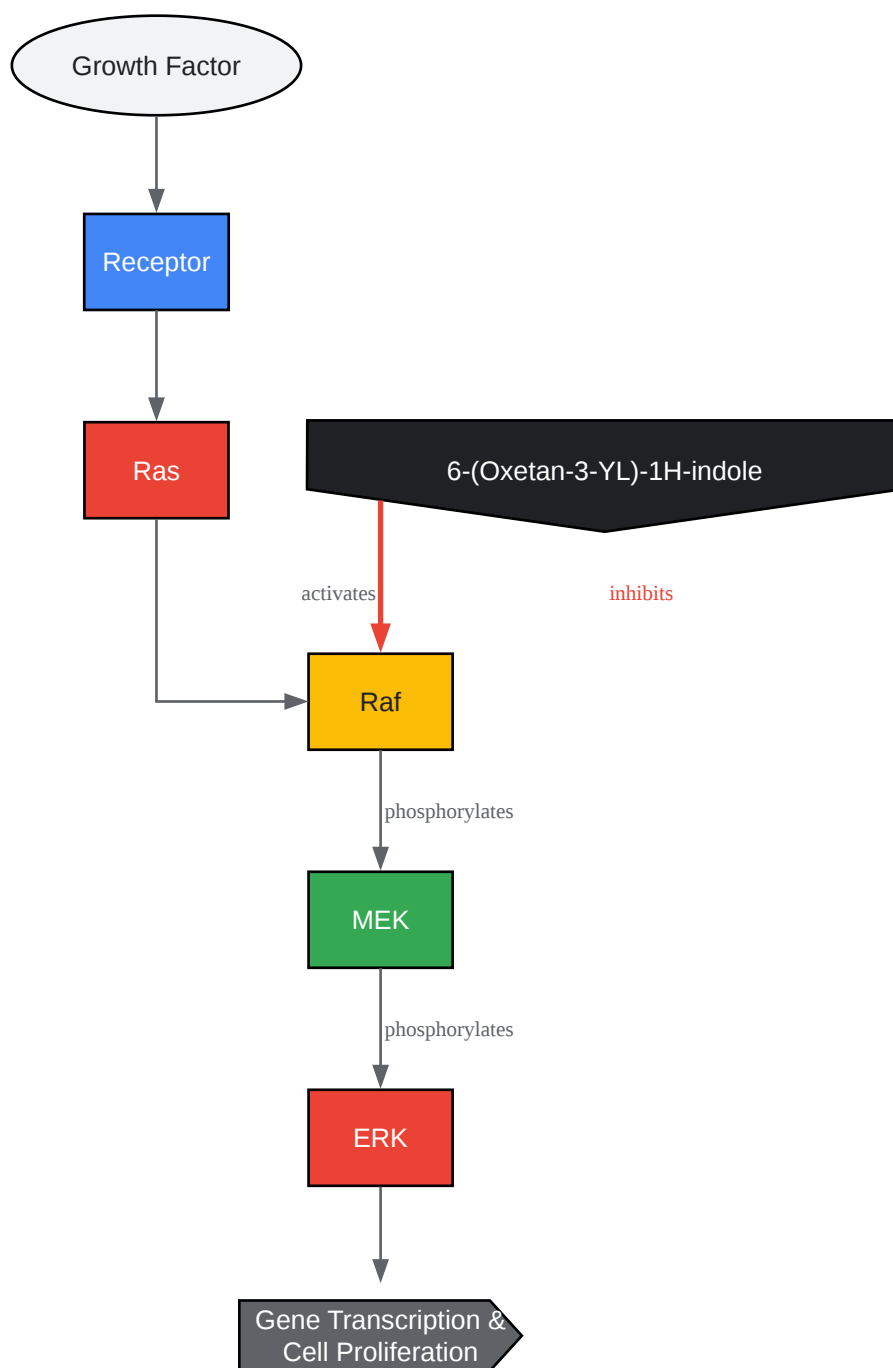 Growth Factor
Receptor
Ras
6-(Oxetan-3-YL)-1H-indole
activates
inhibits
Raf
phosphorylates
MEK
phosphorylates
ERK
Gene Transcription &
Cell Proliferation